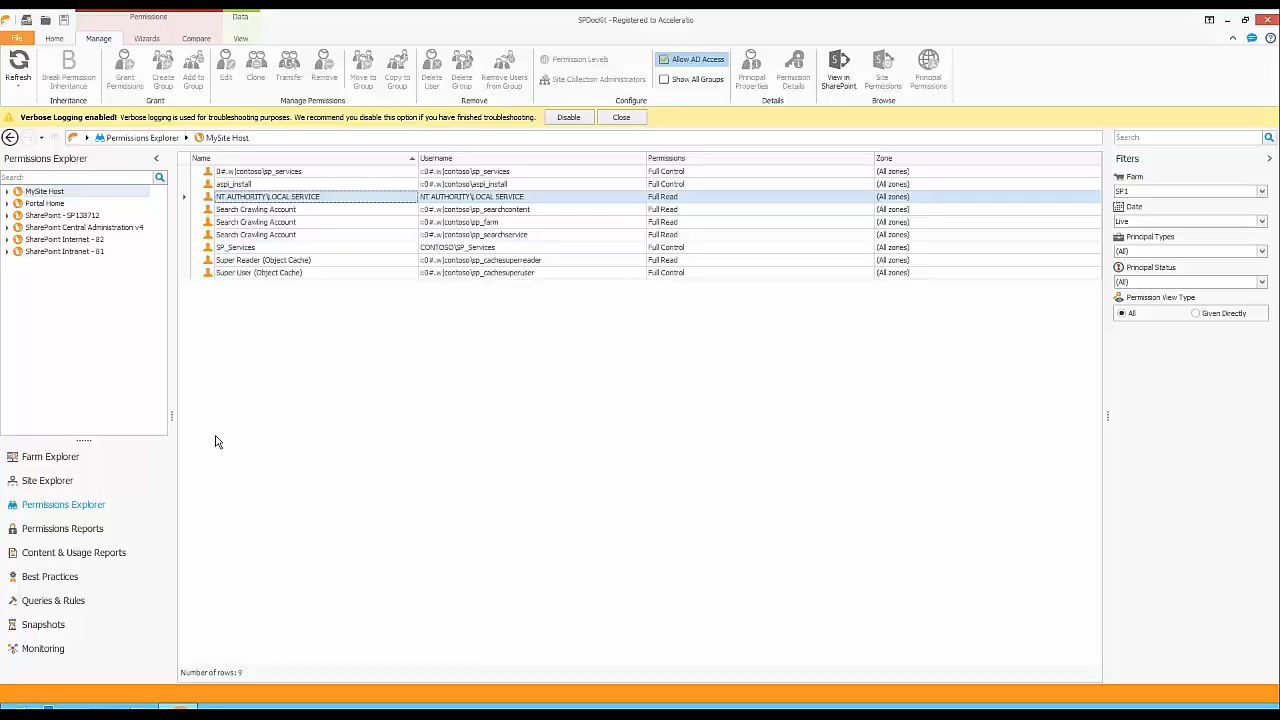 Permissions
Data
SPDocKit - Registered to Acceleratio
File
Home
Manage
Wizards
Compare
View
Refresh
Break Permission
Inheritance
Grant
Permissions
Create
Group
Add to
Group
Edit
Clone
Transfer
Remove
Move to
Group
Copy to
Group
Delete
User
Delete
Group
Remove Users
from Group
Permission Levels
Site Collection Administrators
Allow AD Access
Show All Groups
Principal
Properties
Permission
Details
View in
SharePoint
Site
Permissions
Principal
Permissions
Inheritance
Grant
Manage Permissions
Remove
Configure
Details
Browse
Verbose Logging enabled! Verbose logging is used for troubleshooting purposes. We recommend you disable this option if you have finished troubleshooting.
Disable
Close
Permissions Explorer
MySite Host
Search
Permissions Explorer
Search
MySite Host
Portal Home
SharePoint - SP138712
SharePoint Central Administration v4
SharePoint Internet - 82
SharePoint Intranet - 81
Name Username Permissions Zone
0#.w|contoso\sp_services i:0#.w|contoso\sp_services Full Control (All zones)
aspi_install i:0#.w|contoso\aspi_install Full Control (All zones)
NT AUTHORITY\LOCAL SERVICE NT AUTHORITY\LOCAL SERVICE Full Read (All zones)
Search Crawling Account i:0#.w|contoso\sp_searchcontent Full Read (All zones)
Search Crawling Account i:0#.w|contoso\sp_farm Full Read (All zones)
Search Crawling Account i:0#.w|contoso\sp_searchservice Full Read (All zones)
SP_Services CONTOSO\SP_Services Full Control (All zones)
Super Reader (Object Cache) i:0#.w|contoso\sp_cachesuperreader Full Read (All zones)
Super User (Object Cache) i:0#.w|contoso\sp_cachesuperuser Full Control (All zones)
Number of rows: 9
Filters
Farm
SP1
Date
Live
Principal Types
(All)
Principal Status
(All)
Permission View Type
All
Given Directly
Farm Explorer
Site Explorer
Permissions Explorer
Permissions Reports
Content & Usage Reports
Best Practices
Queries & Rules
Snapshots
Monitoring